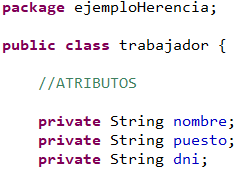 package ejemploHerencia;
public class trabajador {
//ATRIBUTOS
private String nombre;
private String puesto;
private String dni;